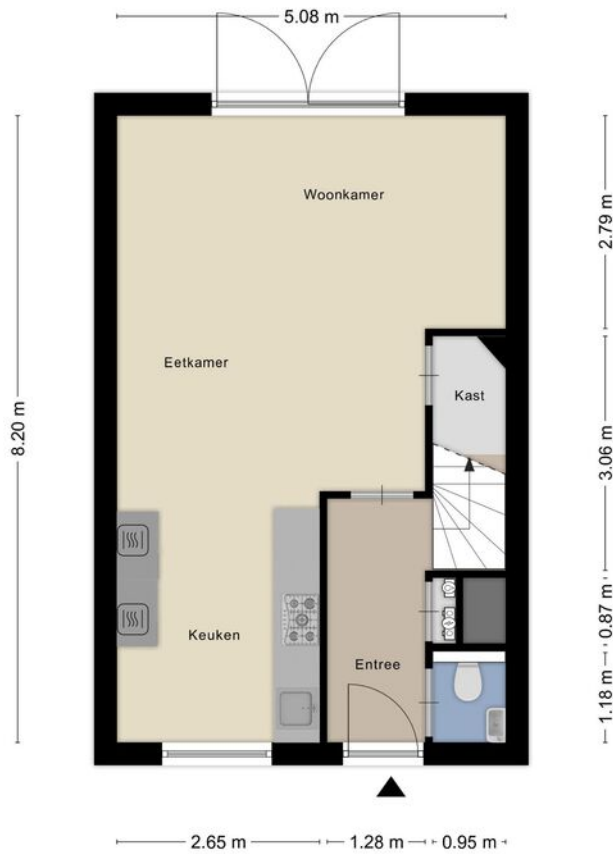 5.08 m
Woonkamer
2.79 m
Eetkamer
Kast
8.20 m
3.06 m
Keuken
0.87 m
Entree
1.18 m
2.65 m
1.28 m
0.95 m